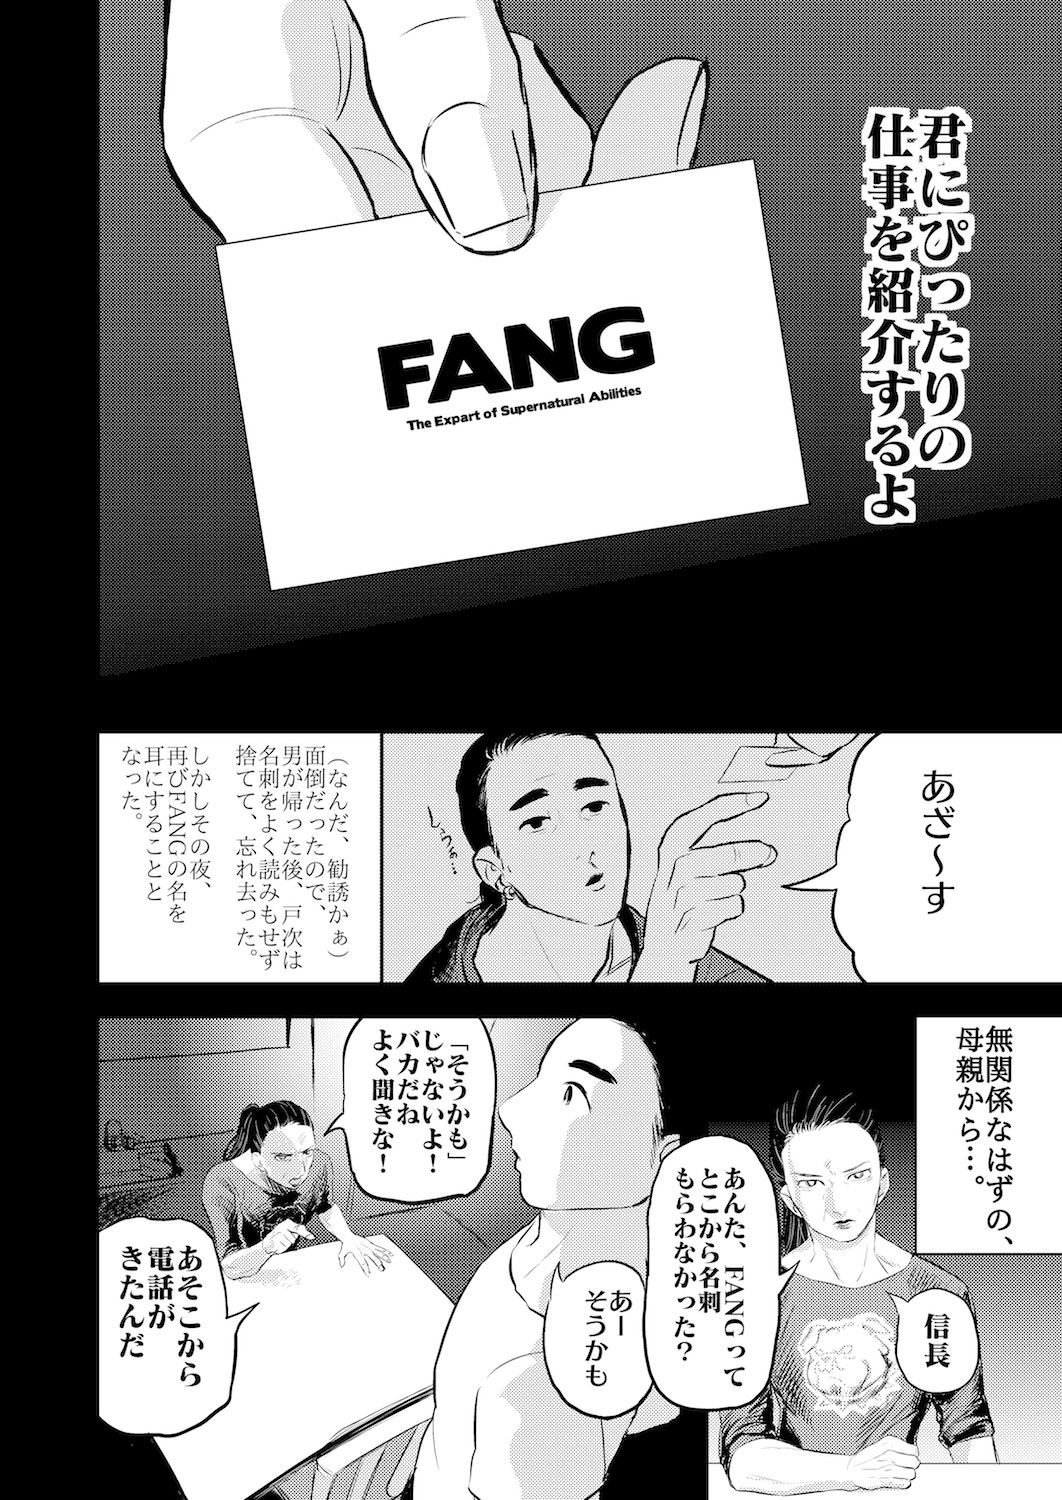 君にぴったりの
仕事を紹介するよ
FANG
The Expart of Supernatural Abilities
あざ〜す
しゅうぅ…
（なんだ、勧誘かぁ）
面倒だったので、
男が帰った後、戸次は
名刺をよく読みもせず
捨てて、忘れ去った。
しかしその夜、
再びFANGの名を
耳にすることと
なった。
無関係なはずの、
母親から…。
信長
あんた、FANGって
とこから名刺
もらわなかった？
あー
そうかも
「そうかも」
じゃないよ！
バカだね
よく聞きな！
あそこから
電話が
きたんだ